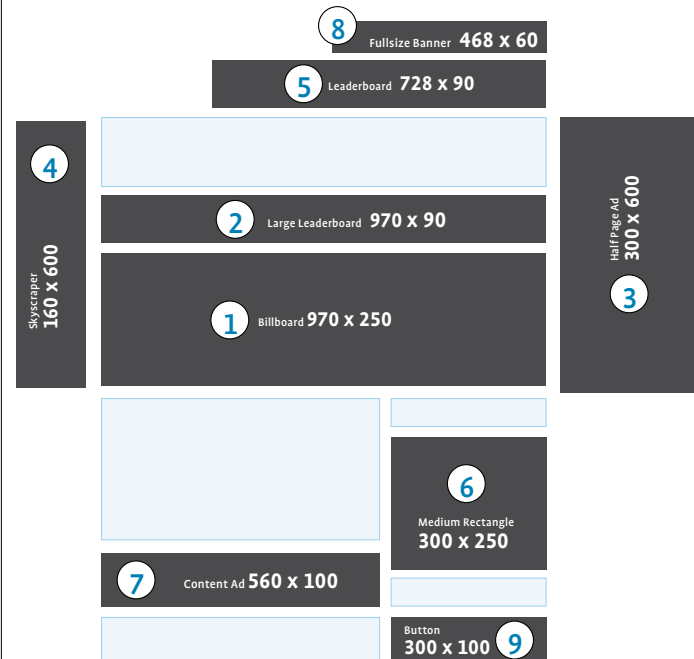 8
Fullsize Banner 468 x 60
5 Leaderboard 728 x 90
4
Skyscraper
160 x 600
2 Large Leaderboard 970 x 90
Half Page Ad
300 x 600
3
1 Billboard 970 x 250
6
Medium Rectangle
300 x 250
7 Content Ad 560 x 100
Button
300 x 100 9